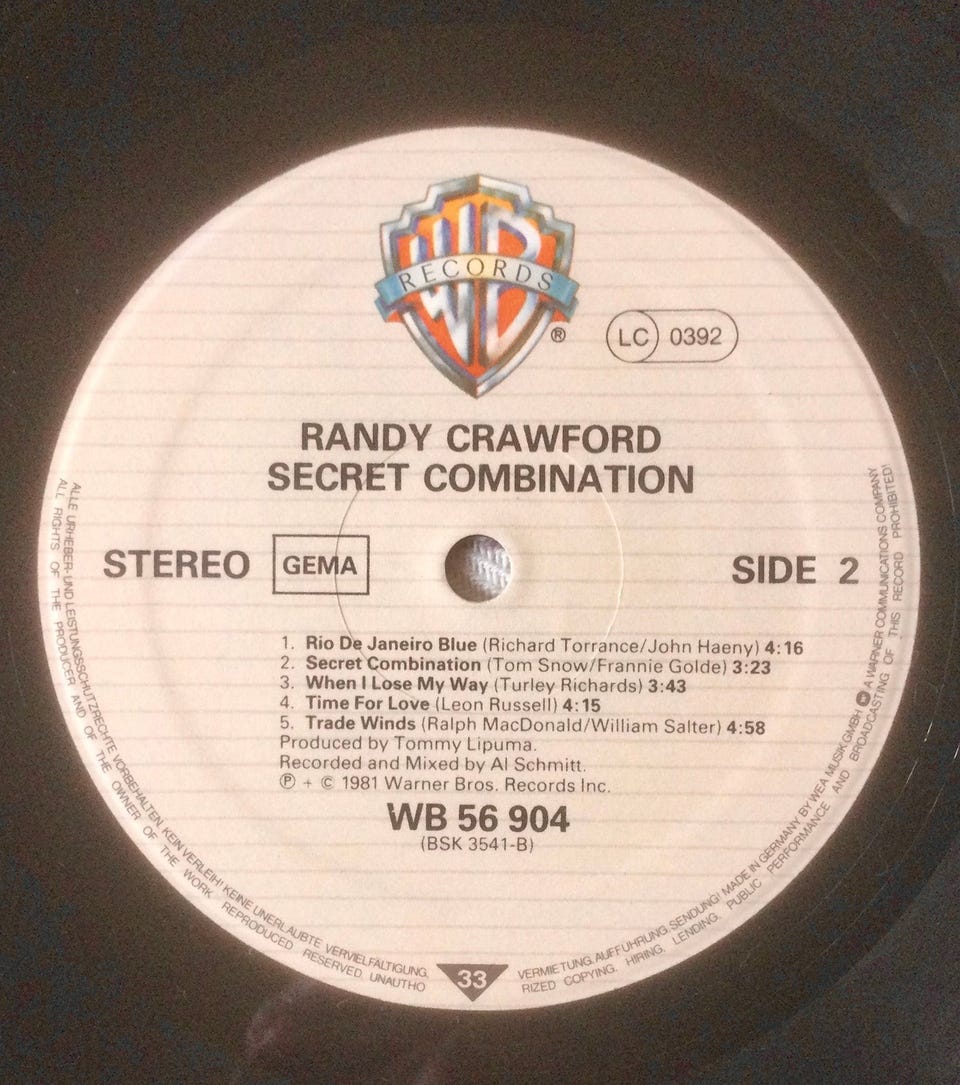 WB
RECORDS
®
LC 0392
RANDY CRAWFORD
SECRET COMBINATION
STEREO GEMA SIDE 2
1. Rio De Janeiro Blue (Richard Torrance/John Haeny) 4:16
2. Secret Combination (Tom Snow/Frannie Golde) 3:23
3. When I Lose My Way (Turley Richards) 3:43
4. Time For Love (Leon Russell) 4:15
5. Trade Winds (Ralph MacDonald/William Salter) 4:58
Produced by Tommy Lipuma.
Recorded and Mixed by Al Schmitt.
℗ + © 1981 Warner Bros. Records Inc.
WB 56 904
(BSK 3541-B)
33
ALLE URHEBER- UND LEISTUNGSSCHUTZRECHTE VORBEHALTEN. KEIN VERLEIH! KEINE UNERLAUBTE VERVIELFÄLTIGUNG, VERMIETUNG, AUFFÜHRUNG, SENDUNG! MADE IN GERMANY BY WEA MUSIK GMBH A WARNER COMMUNICATIONS COMPANY
ALL RIGHTS OF THE PRODUCER AND OF THE OWNER OF THE WORK REPRODUCED RESERVED. UNAUTHORIZED COPYING. HIRING. LENDING. PUBLIC PERFORMANCE AND BROADCASTING OF THIS RECORD PROHIBITED!